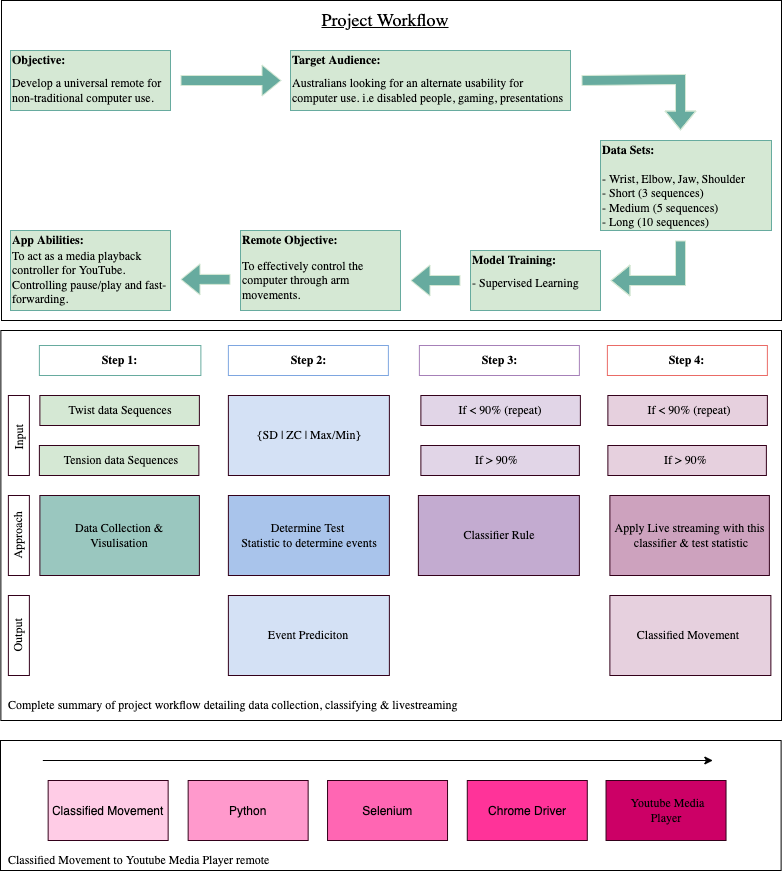 Project Workflow
Objective:
Develop a universal remote for
non-traditional computer use.
Target Audience:
Australians looking for an alternate usability for
computer use. i.e disabled people, gaming, presentations
Data Sets:
- Wrist, Elbow, Jaw, Shoulder
- Short (3 sequences)
- Medium (5 sequences)
- Long (10 sequences)
Model Training:
- Supervised Learning
Remote Objective:
To effectively control the
computer through arm
movements.
App Abilities:
To act as a media playback
controller for YouTube.
Controlling pause/play and fast-
forwarding.
Step 1:
Step 2:
Step 3:
Step 4:
Input
Twist data Sequences
Tension data Sequences
{SD | ZC | Max/Min}
If < 90% (repeat)
If > 90%
If < 90% (repeat)
If > 90%
Approach
Data Collection &
Visulisation
Determine Test
Statistic to determine events
Classifier Rule
Apply Live streaming with this
classifier & test statistic
Output
Event Prediciton
Classified Movement
Complete summary of project workflow detailing data collection, classifying & livestreaming
Classified Movement
Python
Selenium
Chrome Driver
Youtube Media
Player
Classified Movement to Youtube Media Player remote